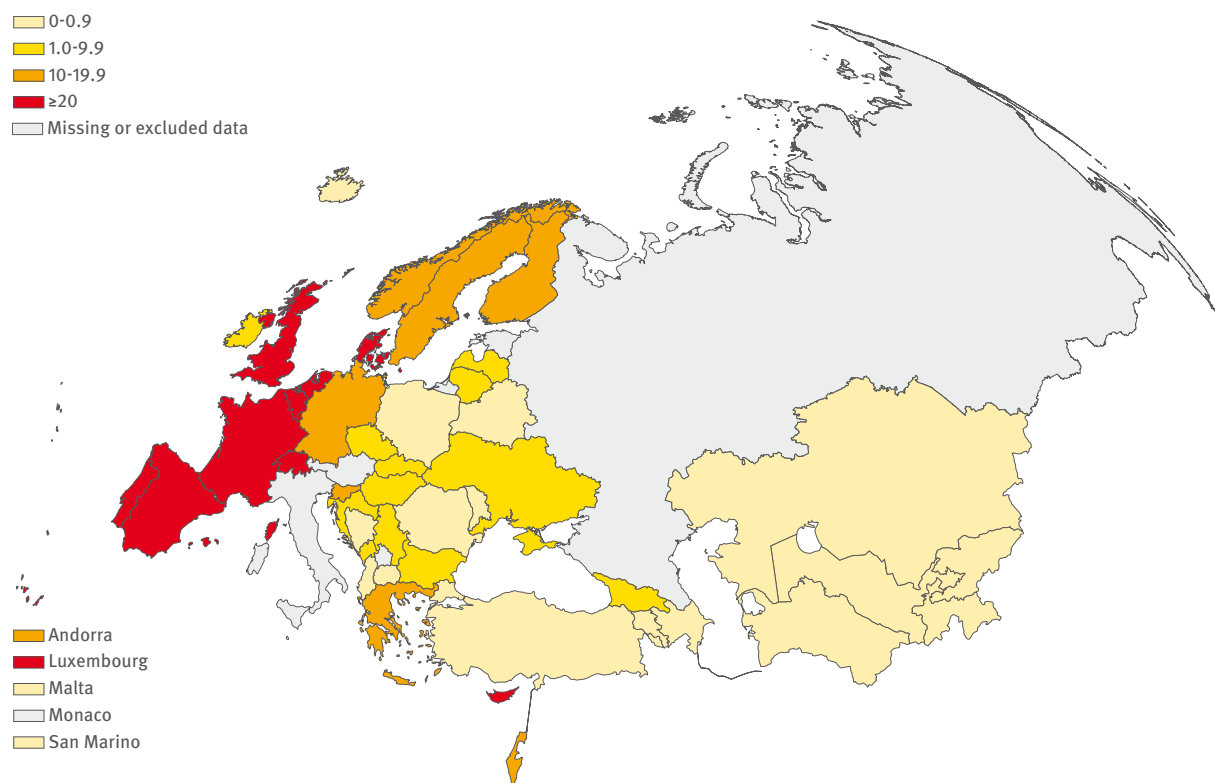 0-0.9
1.0-9.9
10-19.9
≥20
Missing or excluded data
Andorra
Luxembourg
Malta
Monaco
San Marino